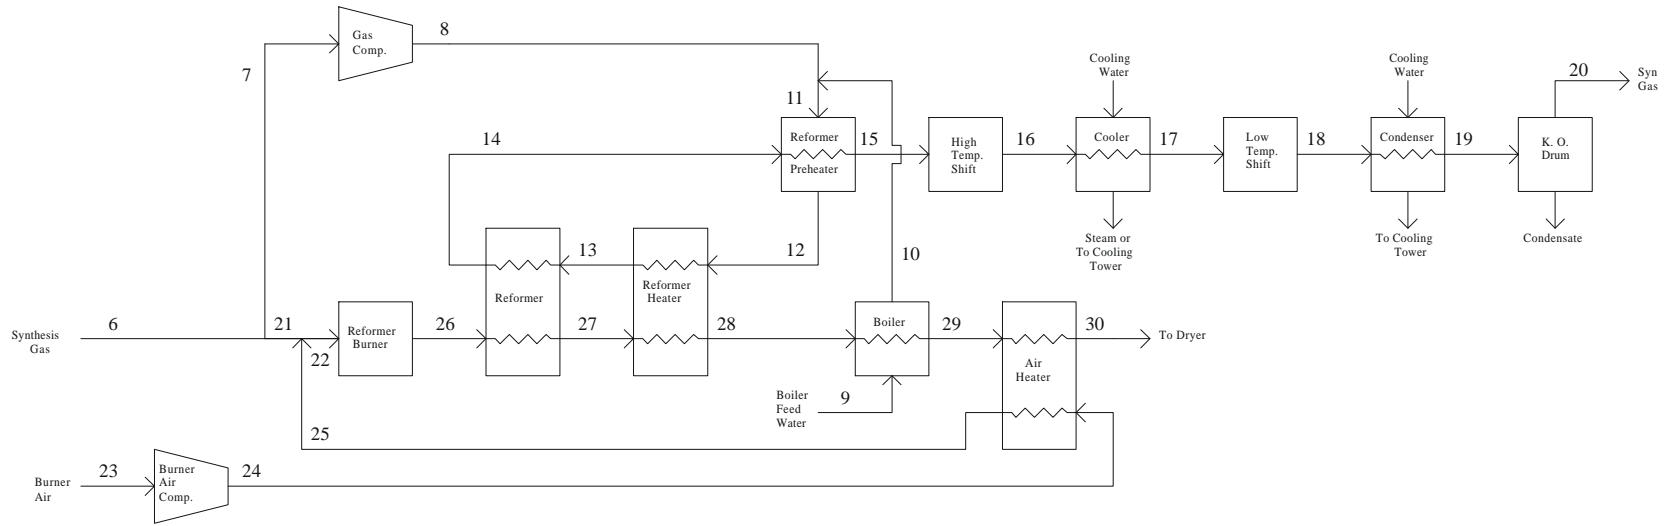 8
20
Gas
Comp.
7
Cooling
Water
Cooling
Water
Syn
Gas
11
14
Reformer
Preheater
15
High
Temp.
Shift
16
Cooler
17
Low
Temp.
Shift
18
Condenser
19
K. O.
Drum
13
12
10
Steam or
To Cooling
Tower
To Cooling
Tower
Condensate
Reformer
Reformer
Heater
Synthesis
Gas
6
21
22
Reformer
Burner
26
27
28
Boiler
29
30
To Dryer
Air
Heater
Boiler
Feed
Water
9
25
Burner
Air
23
Burner
Air
Comp.
24